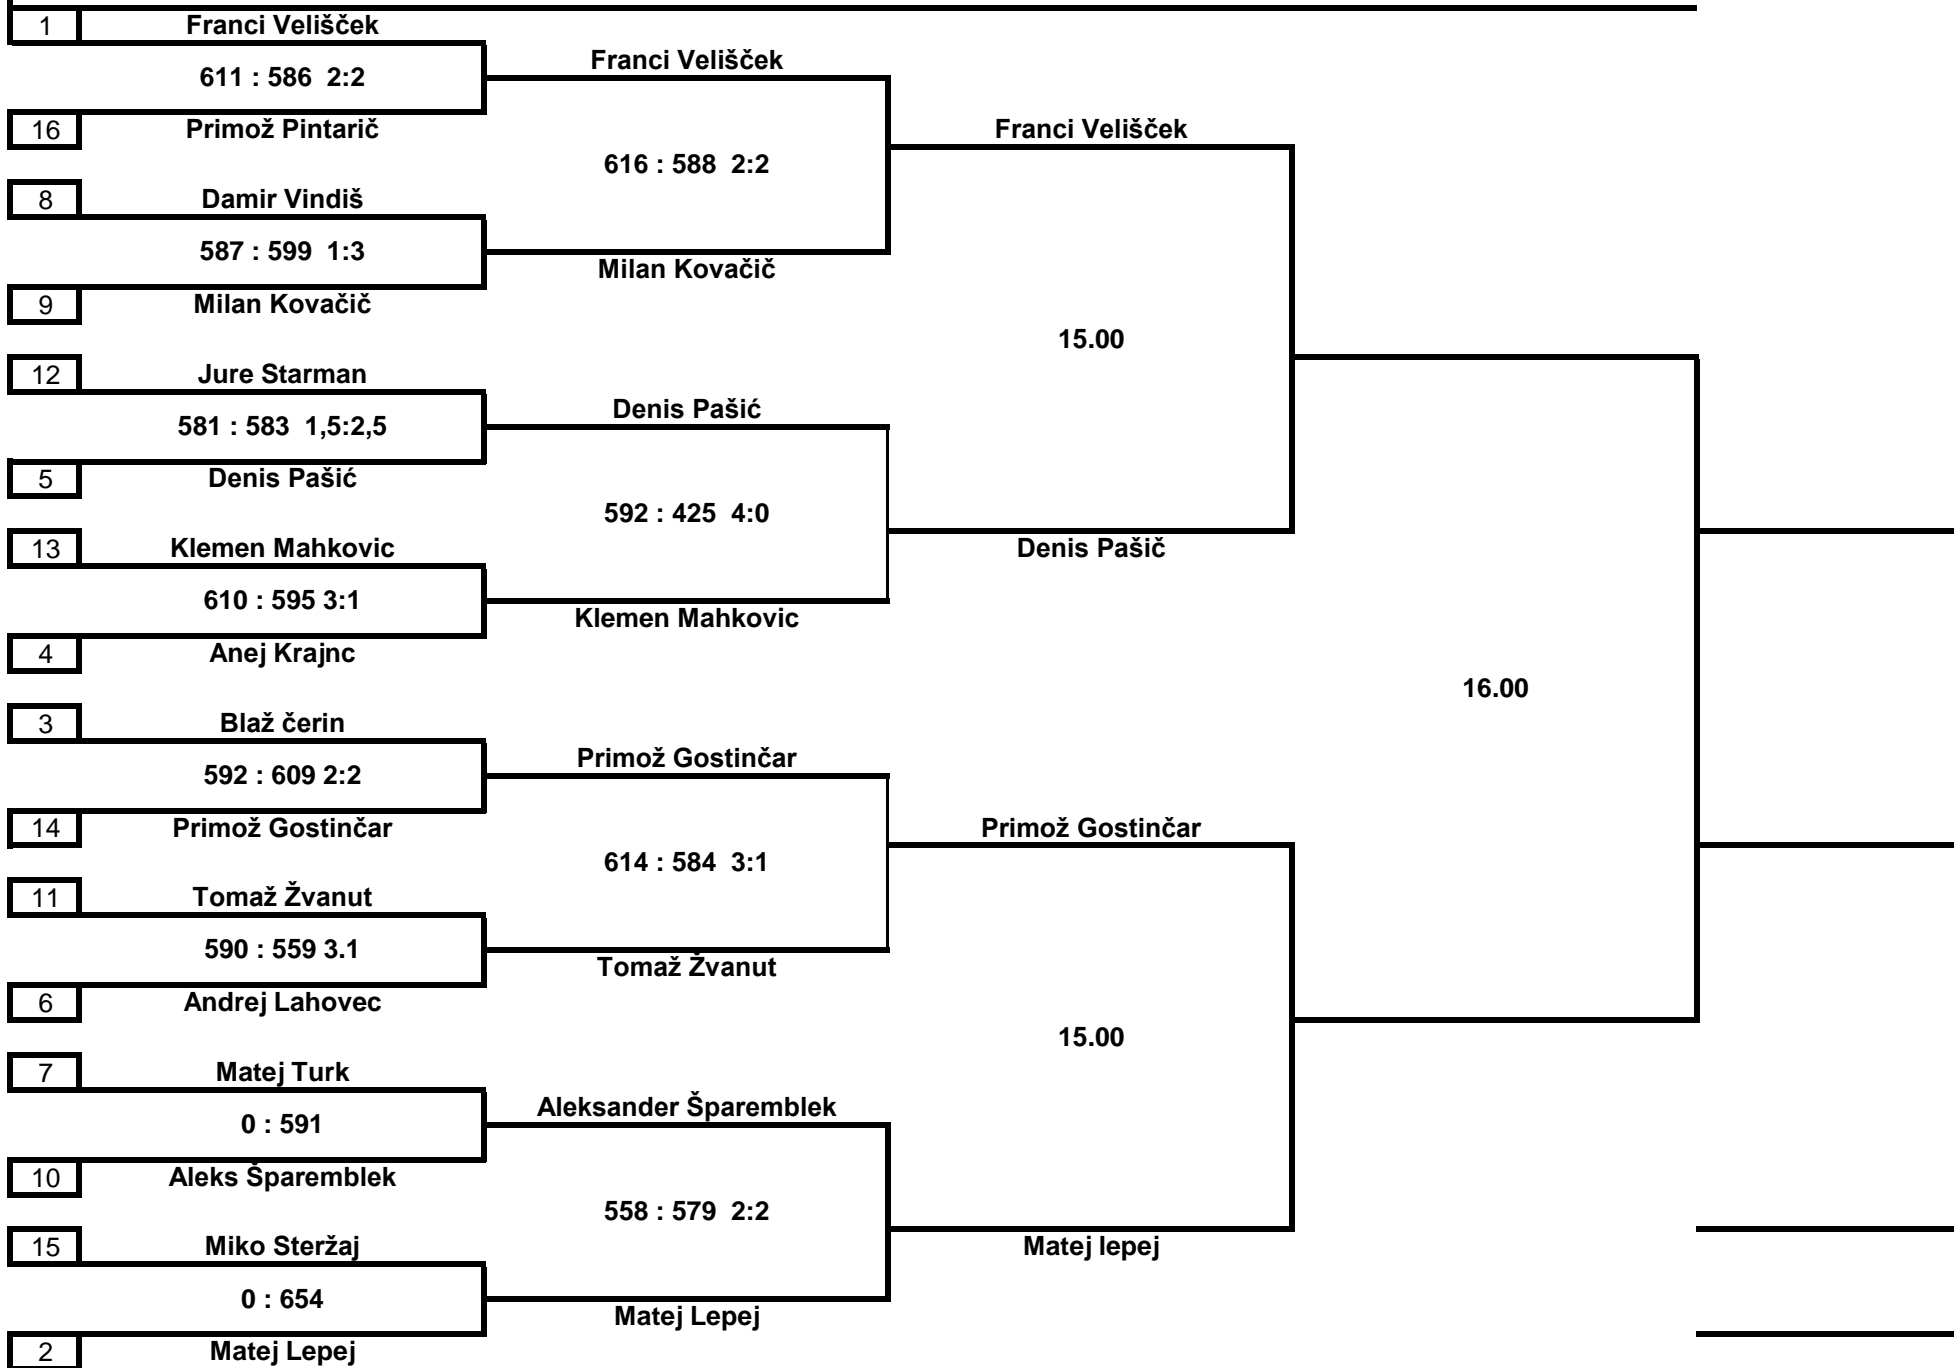 1 Franci Velišček
Franci Velišček
611 : 586 2:2
16 Primož Pintarič
Franci Velišček
616 : 588 2:2
8 Damir Vindiš
587 : 599 1:3
Milan Kovačič
9 Milan Kovačič
15.00
12 Jure Starman
Denis Pašić
581 : 583 1,5:2,5
5 Denis Pašić
592 : 425 4:0
13 Klemen Mahkovic
Denis Pašič
610 : 595 3:1
Klemen Mahkovic
4 Anej Krajnc
16.00
3 Blaž čerin
Primož Gostinčar
592 : 609 2:2
14 Primož Gostinčar
Primož Gostinčar
614 : 584 3:1
11 Tomaž Žvanut
590 : 559 3.1
Tomaž Žvanut
6 Andrej Lahovec
15.00
7 Matej Turk
Aleksander Šparemblek
0 : 591
10 Aleks Šparemblek
558 : 579 2:2
15 Miko Steržaj
Matej lepej
0 : 654
Matej Lepej
2 Matej Lepej